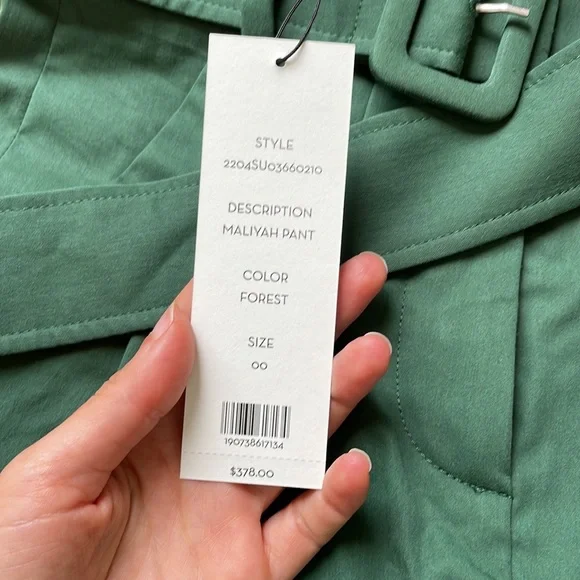 STYLE
2204SU03660210
DESCRIPTION
MALIYAH PANT
COLOR
FOREST
SIZE
00
190738617134
$378.00